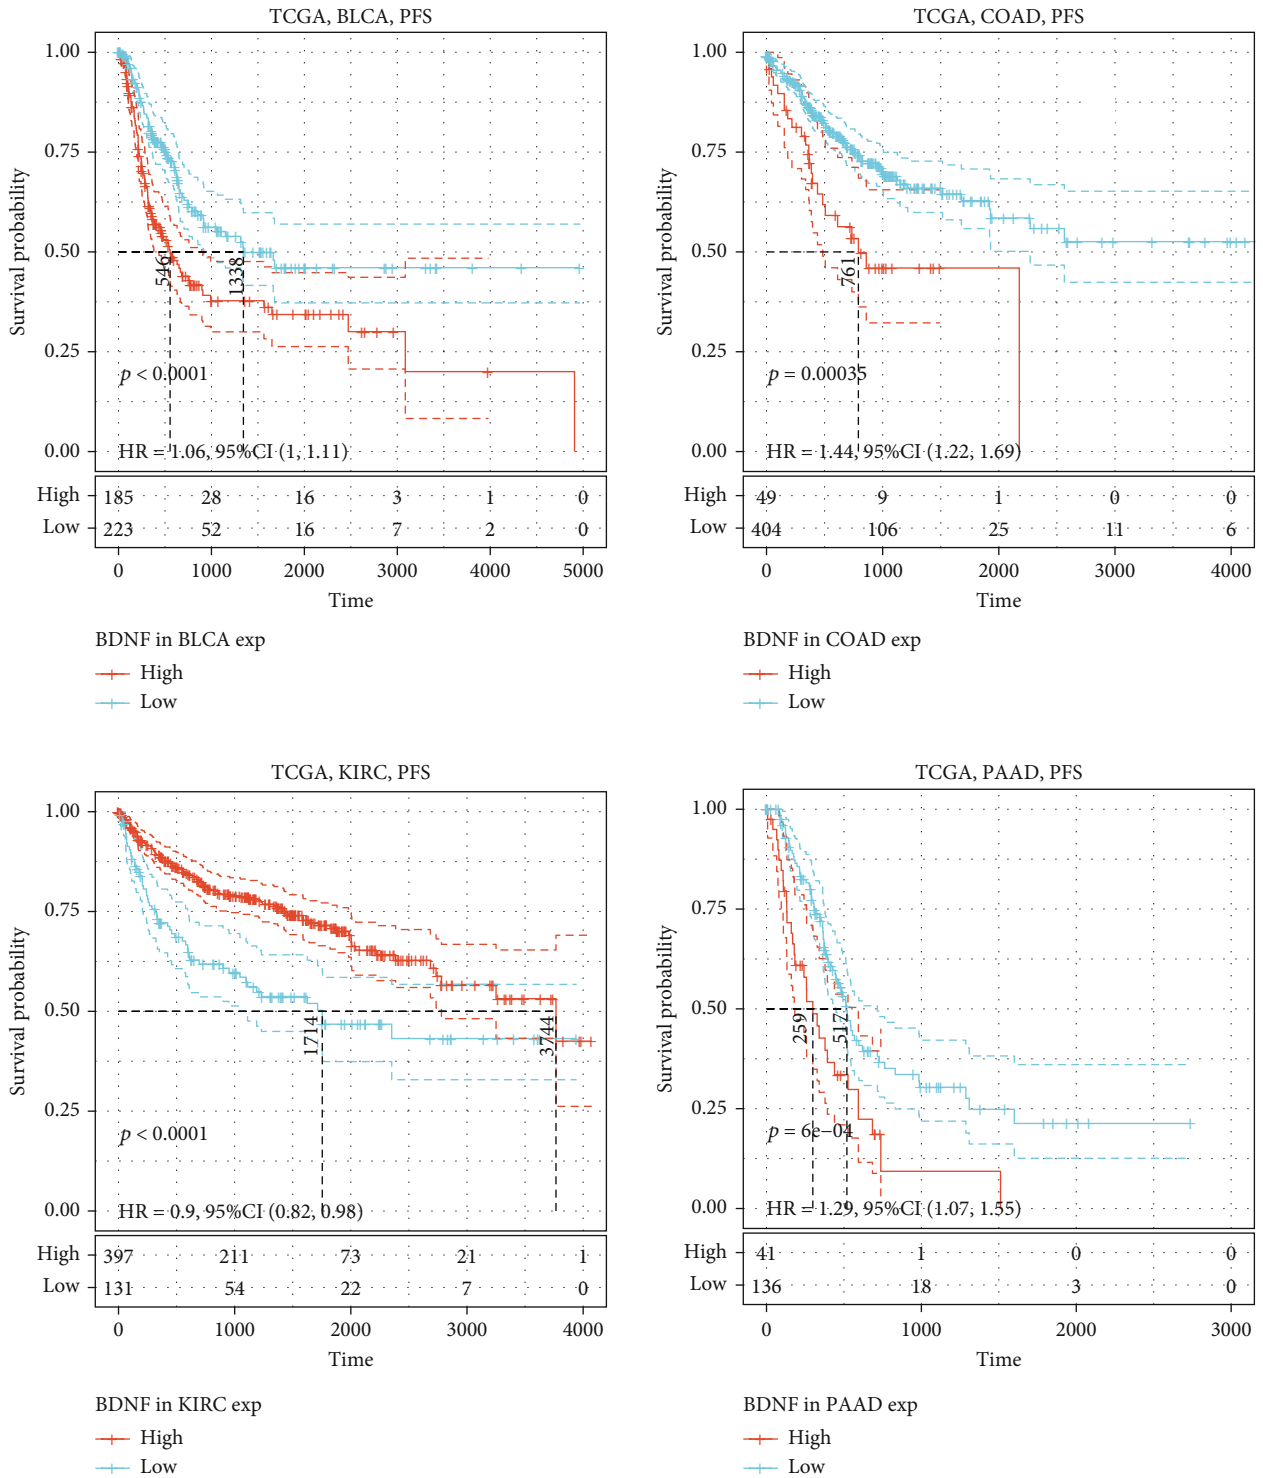 TCGA, BLCA, PFS
Survival probability
1.00
0.75
0.50
0.25
0.00
546
1338
p < 0.0001
HR = 1.06, 95%CI (1, 1.11)
High 185 28 16 3 1 0
Low 223 52 16 7 2 0
0 1000 2000 3000 4000 5000
Time
BDNF in BLCA exp
High
Low
TCGA, COAD, PFS
Survival probability
1.00
0.75
0.50
0.25
0.00
761
p = 0.00035
HR = 1.44, 95%CI (1.22, 1.69)
High 49 9 1 0 0
Low 404 106 25 11 6
0 1000 2000 3000 4000
Time
BDNF in COAD exp
High
Low
TCGA, KIRC, PFS
Survival probability
1.00
0.75
0.50
0.25
0.00
1714
3744
p < 0.0001
HR = 0.9, 95%CI (0.82, 0.98)
High 397 211 73 21 1
Low 131 54 22 7 0
0 1000 2000 3000 4000
Time
BDNF in KIRC exp
High
Low
TCGA, PAAD, PFS
Survival probability
1.00
0.75
0.50
0.25
0.00
259
517
p = 6e−04
HR = 1.29, 95%CI (1.07, 1.55)
High 41 1 0 0
Low 136 18 3 0
0 1000 2000 3000
Time
BDNF in PAAD exp
High
Low